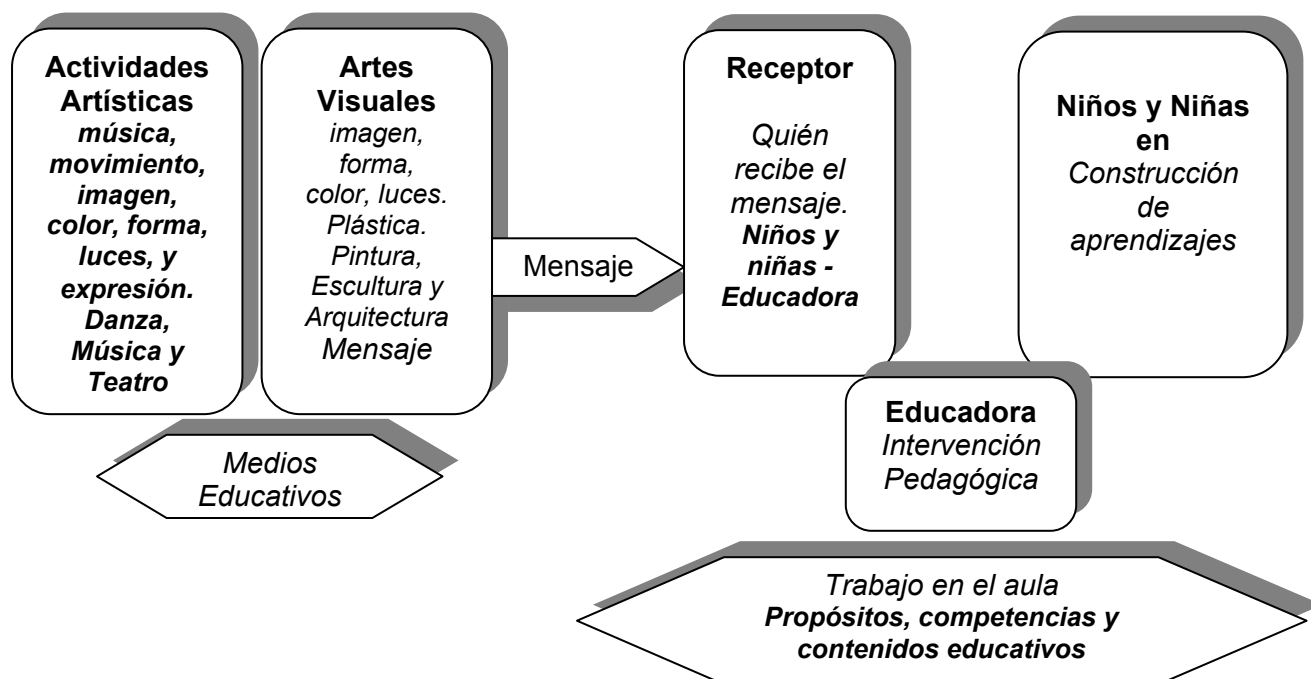 Actividades
Artísticas
música,
movimiento,
imagen,
color, forma,
luces, y
expresión.
Danza,
Música y
Teatro
Artes
Visuales
imagen,
forma,
color, luces.
Plástica.
Pintura,
Escultura y
Arquitectura
Mensaje
Mensaje
Receptor
Quién
recibe el
mensaje.
Niños y
niñas -
Educadora
Niños y Niñas
en
Construcción
de
aprendizajes
Medios
Educativos
Educadora
Intervención
Pedagógica
Trabajo en el aula
Propósitos, competencias y
contenidos educativos